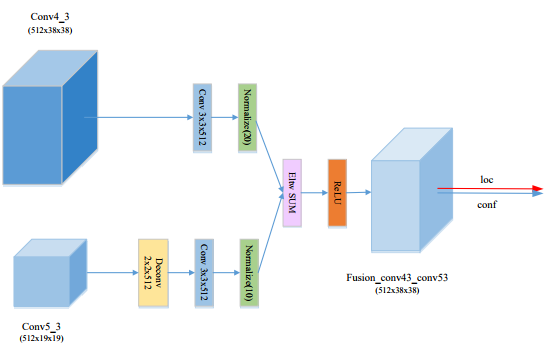 Conv4_3
(512x38x38)
Conv 3x3x512
Normalize(20)
Eltw SUM
ReLU
loc
conf
Fusion_conv43_conv53
(512x38x38)
Deconv
2x2x512
Conv 3x3x512
Normalize(10)
Conv5_3
(512x19x19)